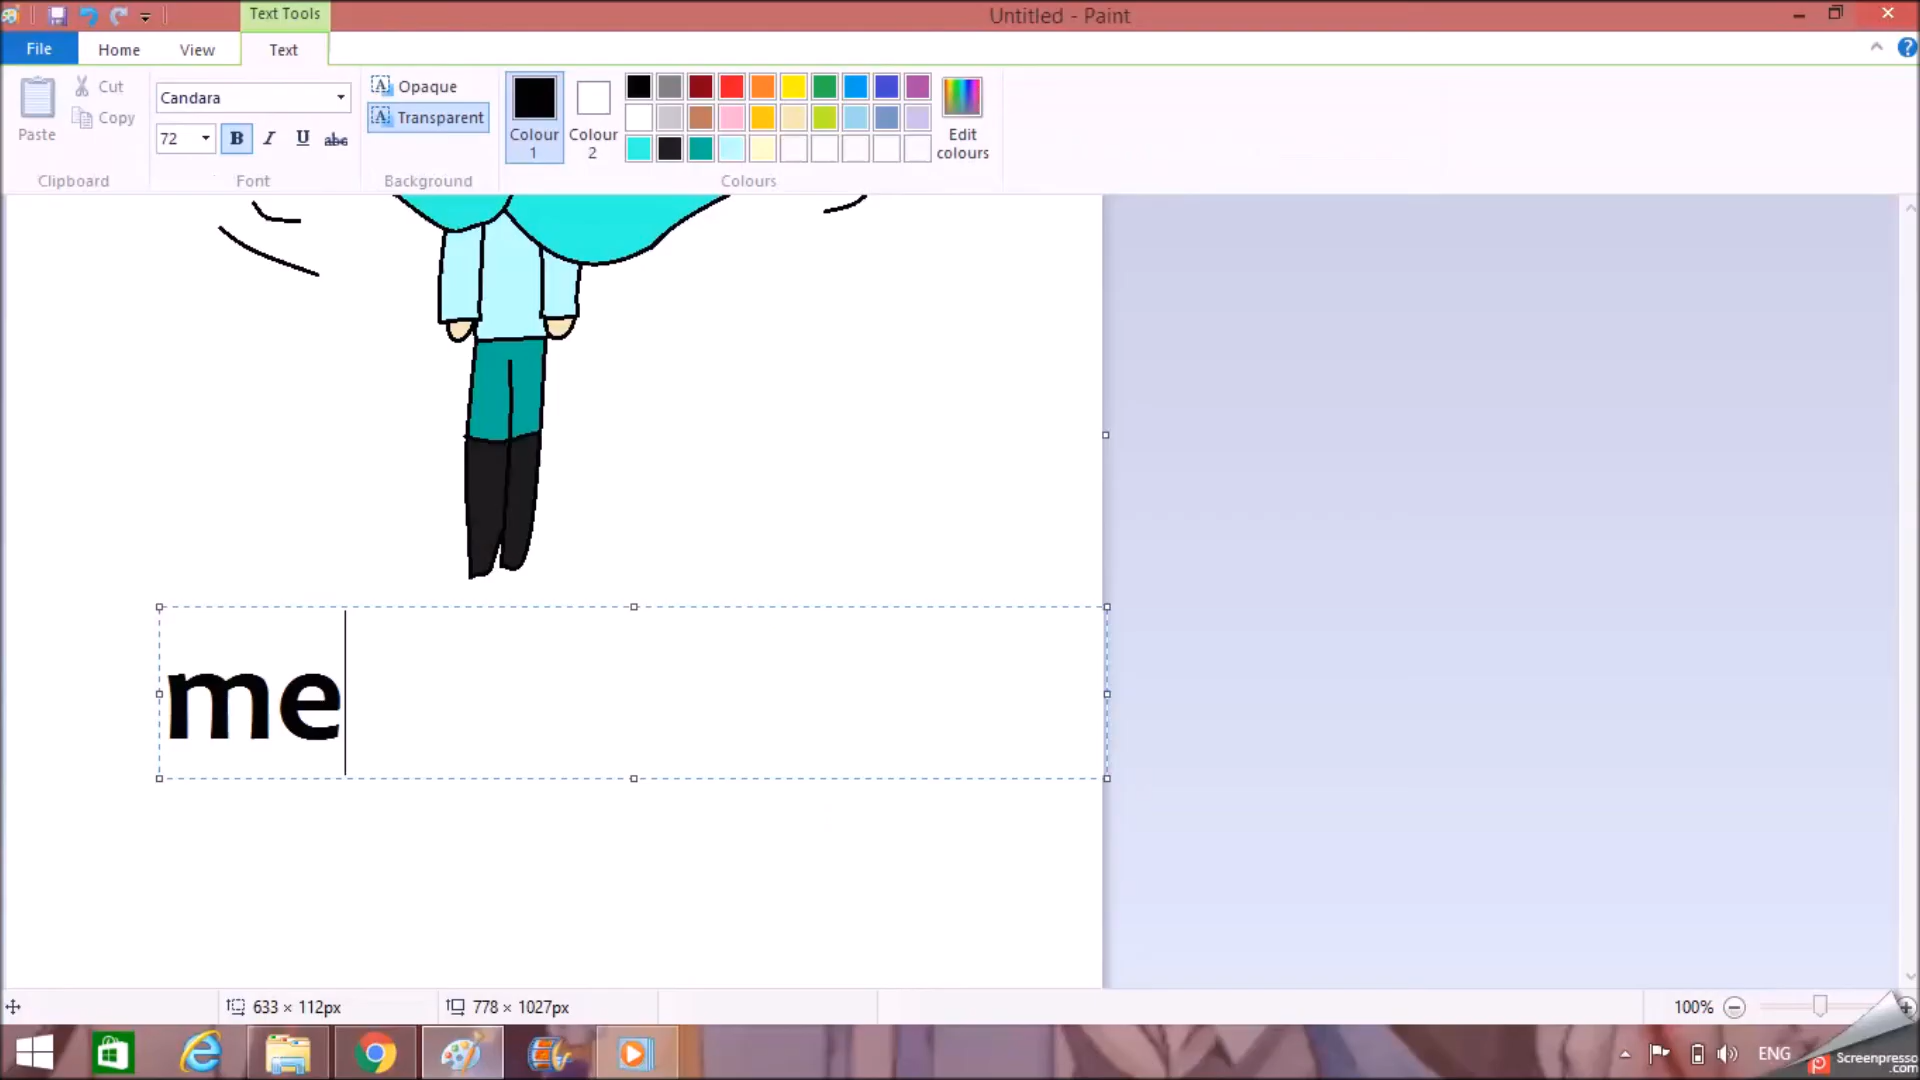 Text Tools
Untitled - Paint
File Home View Text
Paste
Cut
Copy
Clipboard
Candara
72 B I U abc
Font
Opaque
Transparent
Background
Colour 1
Colour 2
Edit colours
Colours
me
633 × 112px
778 × 1027px
100%
ENG
Screenpresso
.com